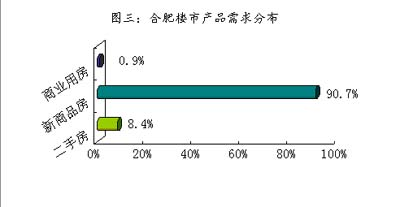 图三：合肥楼市产品需求分布
商业用房
0.9%
新商品房
90.7%
二手房
8.4%
0% 20% 40% 60% 80% 100%